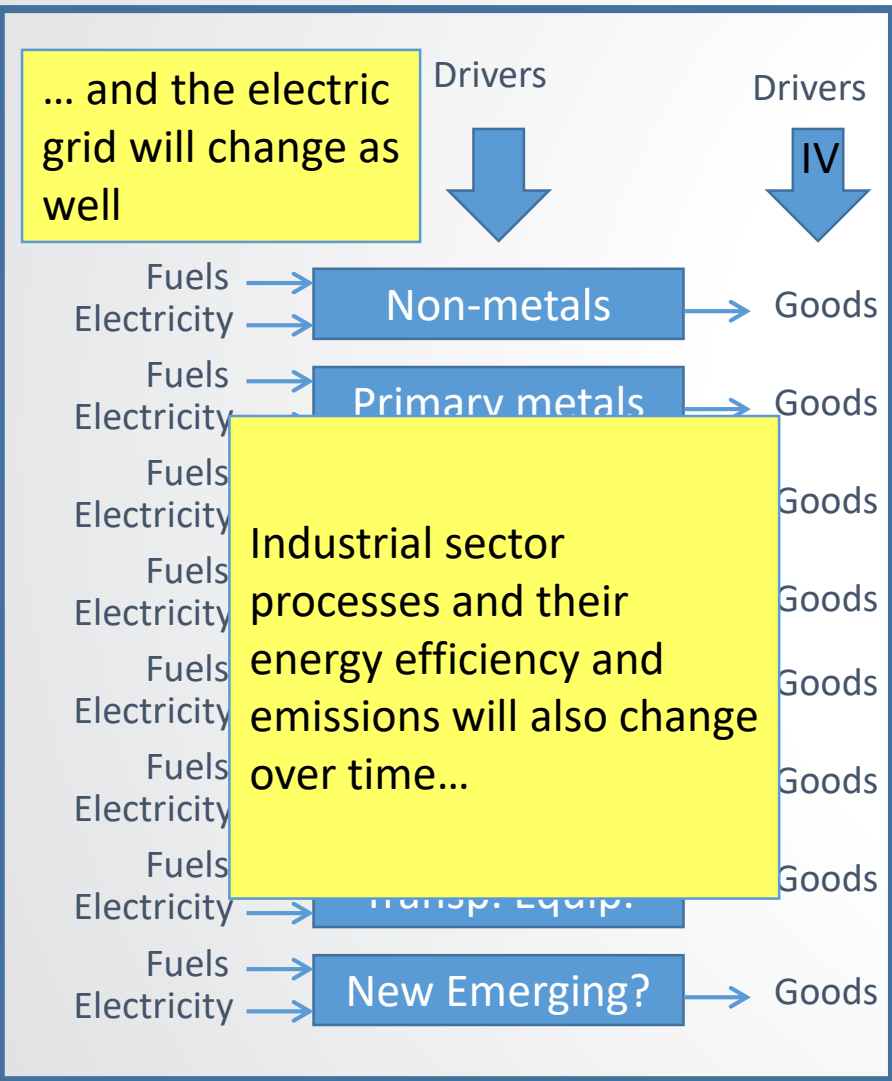 … and the electric
grid will change as
well
Drivers
Drivers
IV
Fuels
Electricity
Non-metals
Goods
Fuels
Electricity
Primary metals
Goods
Fuels
Electricity
Goods
Fuels
Electricity
Goods
Fuels
Electricity
Goods
Fuels
Electricity
Goods
Fuels
Electricity
Transp. Equip.
Goods
Industrial sector
processes and their
energy efficiency and
emissions will also change
over time…
Fuels
Electricity
New Emerging?
Goods